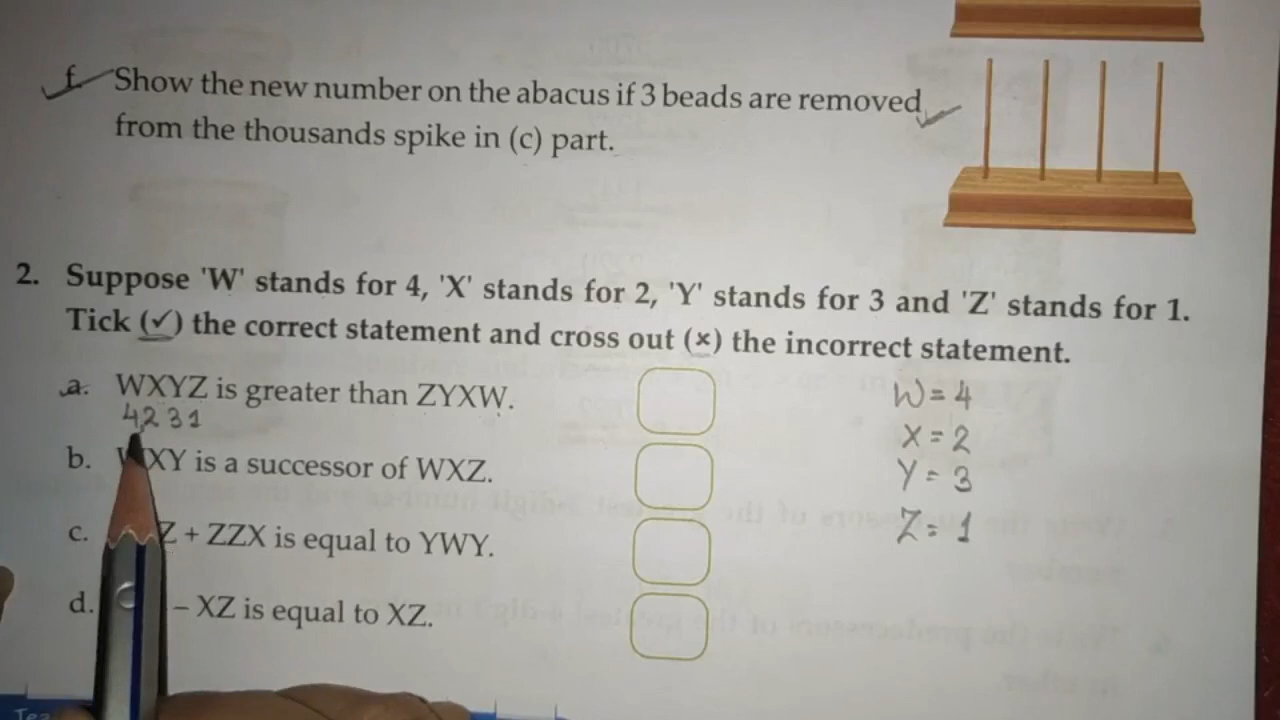 f. Show the new number on the abacus if 3 beads are removed
from the thousands spike in (c) part.
2. Suppose 'W' stands for 4, 'X' stands for 2, 'Y' stands for 3 and 'Z' stands for 1.
Tick (✓) the correct statement and cross out (×) the incorrect statement.
a. WXYZ is greater than ZYXW.
4231
b. WXY is a successor of WXZ.
c. Z + ZZX is equal to YWY.
d. – XZ is equal to XZ.
W = 4
X = 2
Y = 3
Z = 1